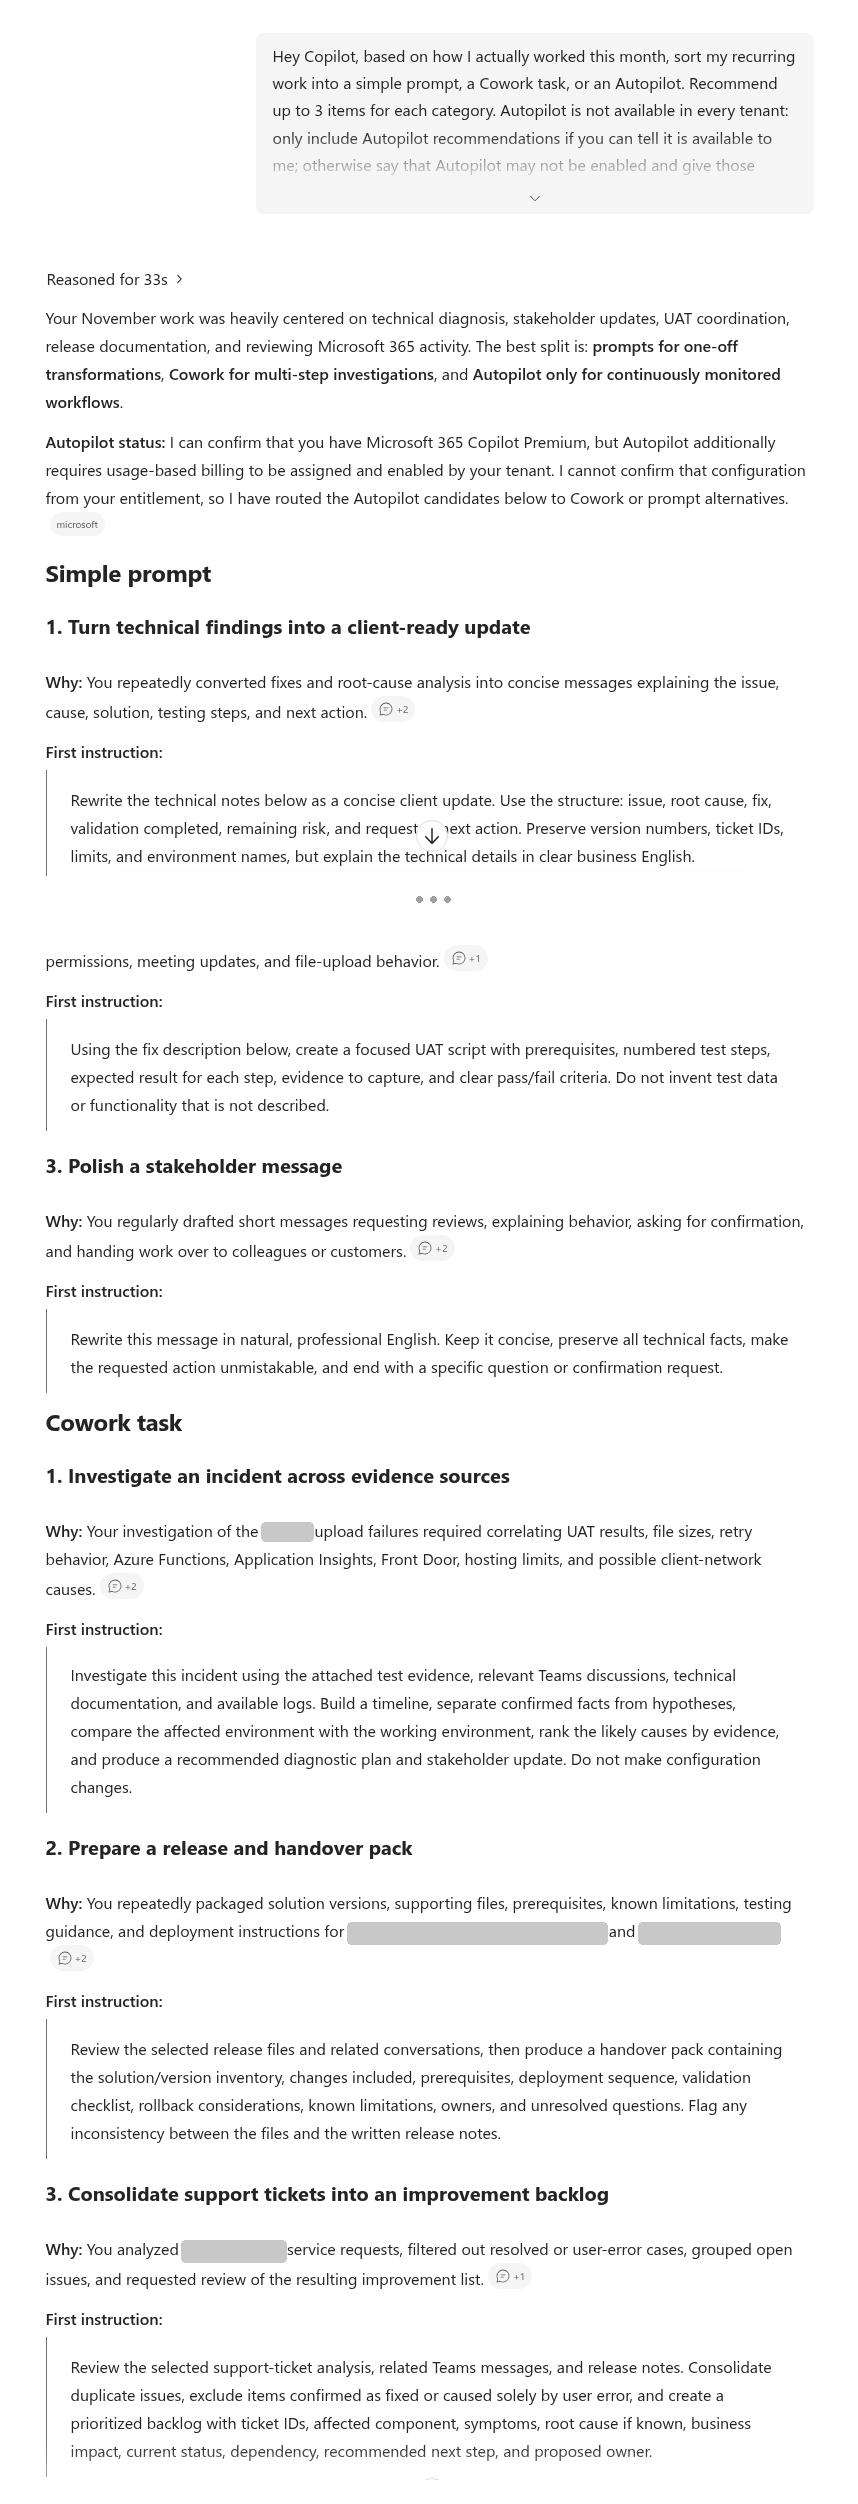 Hey Copilot, based on how I actually worked this month, sort my recurring
work into a simple prompt, a Cowork task, or an Autopilot. Recommend
up to 3 items for each category. Autopilot is not available in every tenant:
only include Autopilot recommendations if you can tell it is available to
me; otherwise say that Autopilot may not be enabled and give those
Reasoned for 33s
Your November work was heavily centered on technical diagnosis, stakeholder updates, UAT coordination,
release documentation, and reviewing Microsoft 365 activity. The best split is: prompts for one-off
transformations, Cowork for multi-step investigations, and Autopilot only for continuously monitored
workflows.
Autopilot status: I can confirm that you have Microsoft 365 Copilot Premium, but Autopilot additionally
requires usage-based billing to be assigned and enabled by your tenant. I cannot confirm that configuration
from your entitlement, so I have routed the Autopilot candidates below to Cowork or prompt alternatives.
microsoft
Simple prompt
1. Turn technical findings into a client-ready update
Why: You repeatedly converted fixes and root-cause analysis into concise messages explaining the issue,
cause, solution, testing steps, and next action. +2
First instruction:
Rewrite the technical notes below as a concise client update. Use the structure: issue, root cause, fix,
validation completed, remaining risk, and request next action. Preserve version numbers, ticket IDs,
limits, and environment names, but explain the technical details in clear business English.
permissions, meeting updates, and file-upload behavior. +1
First instruction:
Using the fix description below, create a focused UAT script with prerequisites, numbered test steps,
expected result for each step, evidence to capture, and clear pass/fail criteria. Do not invent test data
or functionality that is not described.
3. Polish a stakeholder message
Why: You regularly drafted short messages requesting reviews, explaining behavior, asking for confirmation,
and handing work over to colleagues or customers. +2
First instruction:
Rewrite this message in natural, professional English. Keep it concise, preserve all technical facts, make
the requested action unmistakable, and end with a specific question or confirmation request.
Cowork task
1. Investigate an incident across evidence sources
Why: Your investigation of the upload failures required correlating UAT results, file sizes, retry
behavior, Azure Functions, Application Insights, Front Door, hosting limits, and possible client-network
causes. +2
First instruction:
Investigate this incident using the attached test evidence, relevant Teams discussions, technical
documentation, and available logs. Build a timeline, separate confirmed facts from hypotheses,
compare the affected environment with the working environment, rank the likely causes by evidence,
and produce a recommended diagnostic plan and stakeholder update. Do not make configuration
changes.
2. Prepare a release and handover pack
Why: You repeatedly packaged solution versions, supporting files, prerequisites, known limitations, testing
guidance, and deployment instructions for and
+2
First instruction:
Review the selected release files and related conversations, then produce a handover pack containing
the solution/version inventory, changes included, prerequisites, deployment sequence, validation
checklist, rollback considerations, known limitations, owners, and unresolved questions. Flag any
inconsistency between the files and the written release notes.
3. Consolidate support tickets into an improvement backlog
Why: You analyzed service requests, filtered out resolved or user-error cases, grouped open
issues, and requested review of the resulting improvement list. +1
First instruction:
Review the selected support-ticket analysis, related Teams messages, and release notes. Consolidate
duplicate issues, exclude items confirmed as fixed or caused solely by user error, and create a
prioritized backlog with ticket IDs, affected component, symptoms, root cause if known, business
impact, current status, dependency, recommended next step, and proposed owner.